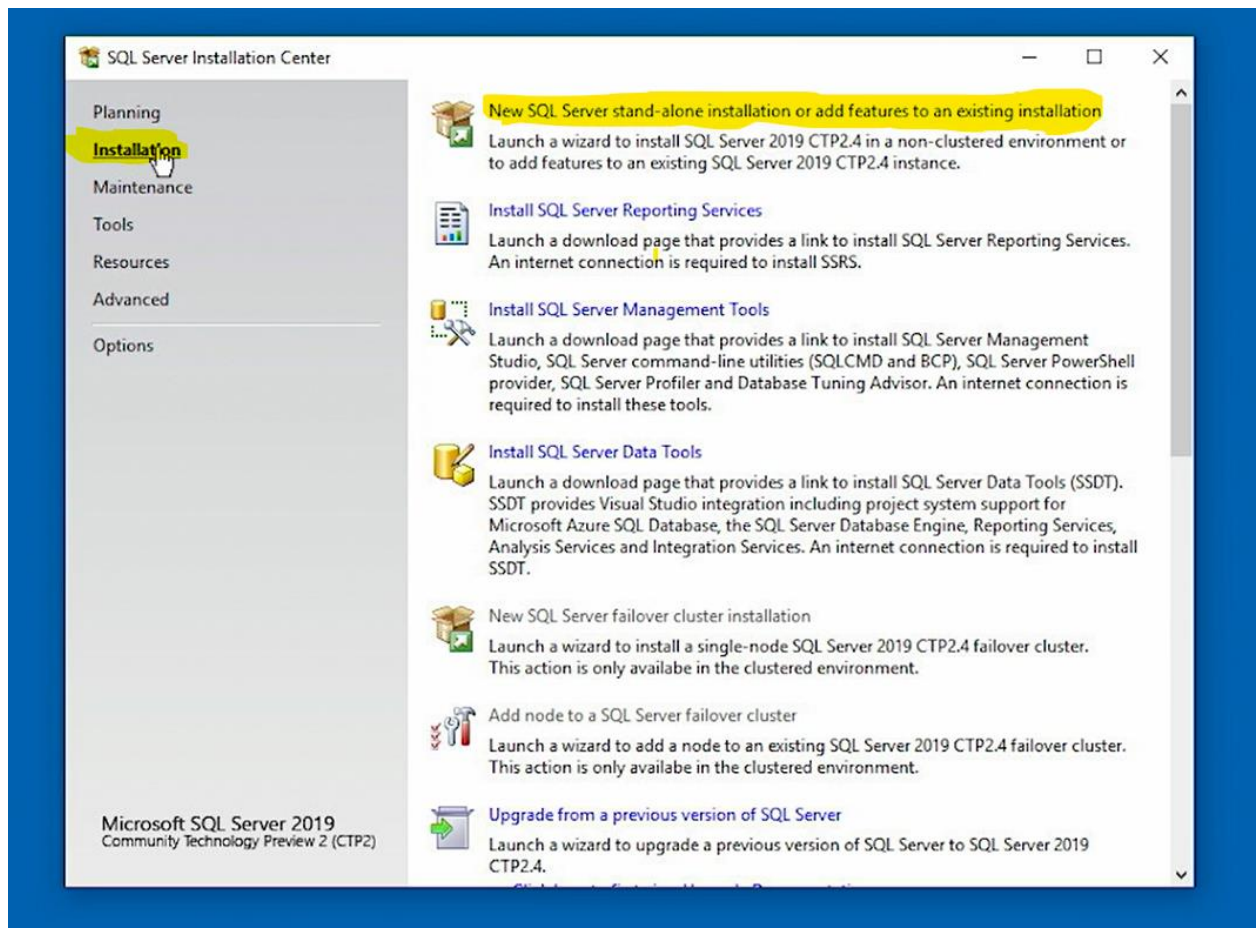 SQL Server Installation Center
Planning
Installation
Maintenance
Tools
Resources
Advanced
Options
Microsoft SQL Server 2019
Community Technology Preview 2 (CTP2)
New SQL Server stand-alone installation or add features to an existing installation
Launch a wizard to install SQL Server 2019 CTP2.4 in a non-clustered environment or
to add features to an existing SQL Server 2019 CTP2.4 instance.
Install SQL Server Reporting Services
Launch a download page that provides a link to install SQL Server Reporting Services.
An internet connection is required to install SSRS.
Install SQL Server Management Tools
Launch a download page that provides a link to install SQL Server Management
Studio, SQL Server command-line utilities (SQLCMD and BCP), SQL Server PowerShell
provider, SQL Server Profiler and Database Tuning Advisor. An internet connection is
required to install these tools.
Install SQL Server Data Tools
Launch a download page that provides a link to install SQL Server Data Tools (SSDT).
SSDT provides Visual Studio integration including project system support for
Microsoft Azure SQL Database, the SQL Server Database Engine, Reporting Services,
Analysis Services and Integration Services. An internet connection is required to install
SSDT.
New SQL Server failover cluster installation
Launch a wizard to install a single-node SQL Server 2019 CTP2.4 failover cluster.
This action is only availabe in the clustered environment.
Add node to a SQL Server failover cluster
Launch a wizard to add a node to an existing SQL Server 2019 CTP2.4 failover cluster.
This action is only availabe in the clustered environment.
Upgrade from a previous version of SQL Server
Launch a wizard to upgrade a previous version of SQL Server to SQL Server 2019
CTP2.4.